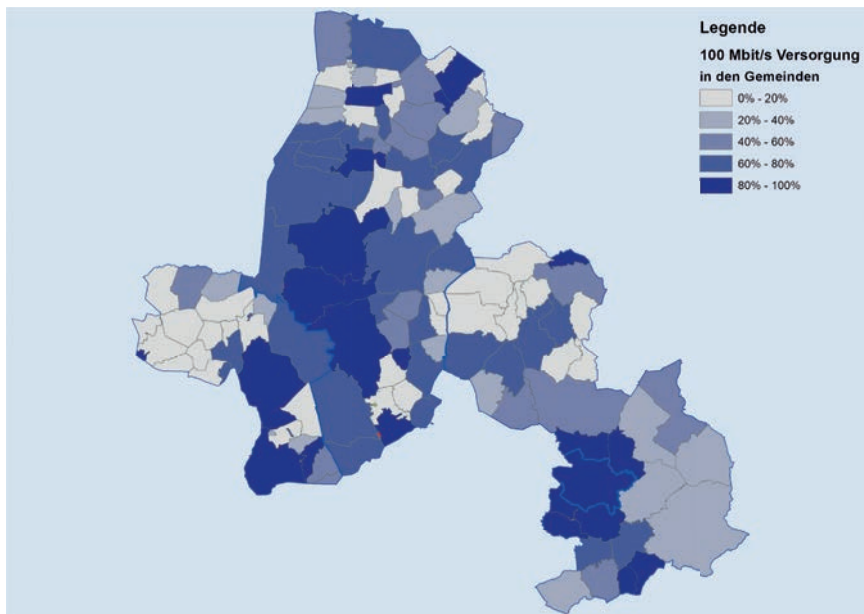 Legende
100 Mbit/s Versorgung
in den Gemeinden
0% - 20%
20% - 40%
40% - 60%
60% - 80%
80% - 100%